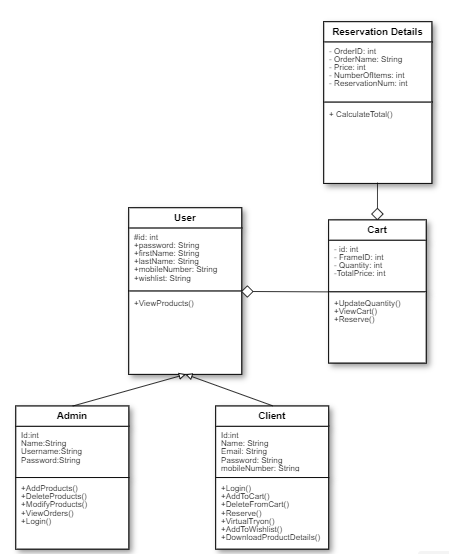 Reservation Details
- OrderID: int
- OrderName: String
- Price: int
- NumberOfItems: int
- ReservationNum: int
+ CalculateTotal()
User
#id: int
+password: String
+firstName: String
+lastName: String
+mobileNumber: String
+wishlist: String
+ViewProducts()
Cart
- id: int
- FrameID: int
- Quantity: int
-TotalPrice: int
+UpdateQuantity()
+ViewCart()
+Reserve()
Admin
Id:int
Name:String
Username:String
Password:String
+AddProducts()
+DeleteProducts()
+ModifyProducts()
+ViewOrders()
+Login()
Client
Id:int
Name: String
Email: String
Password: String
mobileNumber: String
+Login()
+AddToCart()
+DeleteFromCart()
+Reserve()
+VirtualTryon()
+AddToWishlist()
+DownloadProductDetails()